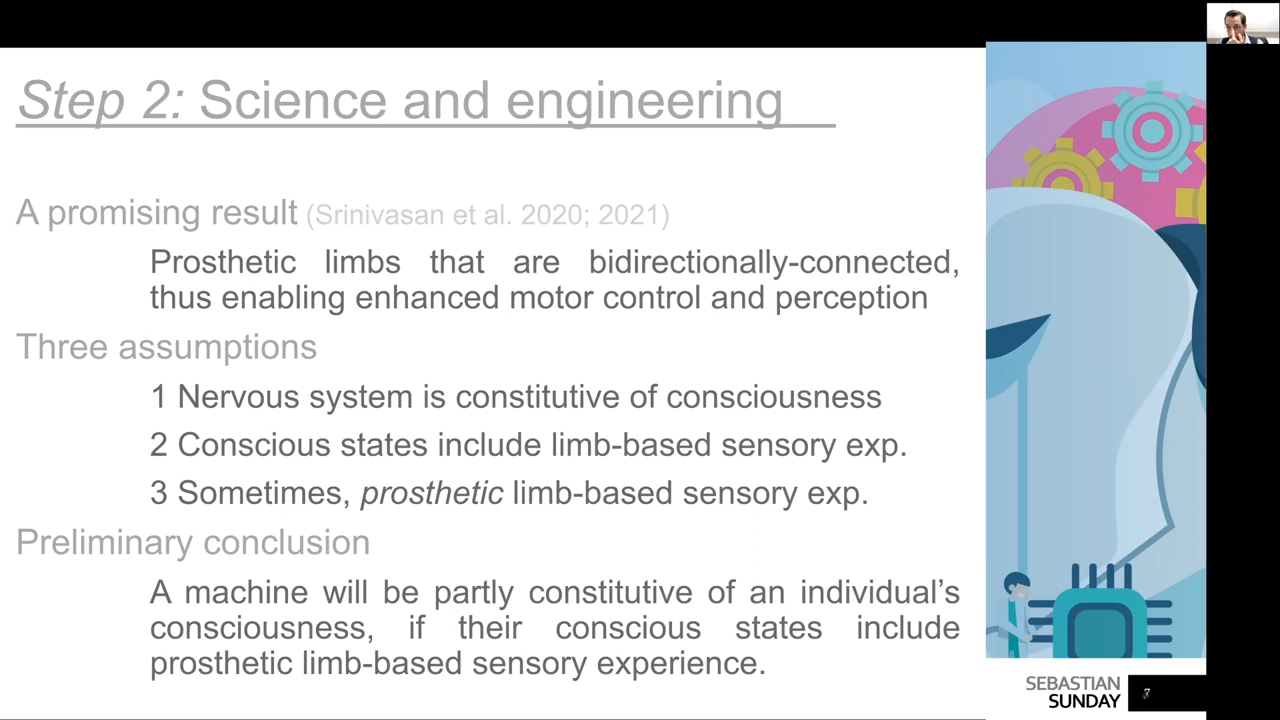 Step 2: Science and engineering
A promising result (Srinivasan et al. 2020; 2021)
Prosthetic limbs that are bidirectionally-connected,
thus enabling enhanced motor control and perception
Three assumptions
1 Nervous system is constitutive of consciousness
2 Conscious states include limb-based sensory exp.
3 Sometimes, prosthetic limb-based sensory exp.
Preliminary conclusion
A machine will be partly constitutive of an individual’s
consciousness, if their conscious states include
prosthetic limb-based sensory experience.
SEBASTIAN
SUNDAY